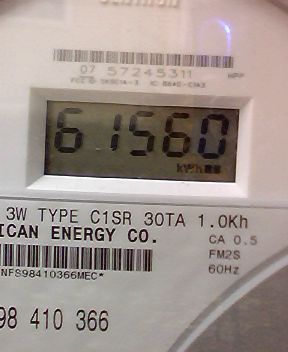 07 57245311 HPP
61560
kWh
3W TYPE C1SR 30TA 1.0Kh
ICAN ENERGY CO.
CA 0.5
FM2S
NFS98410366MEC*
60Hz
98 410 366